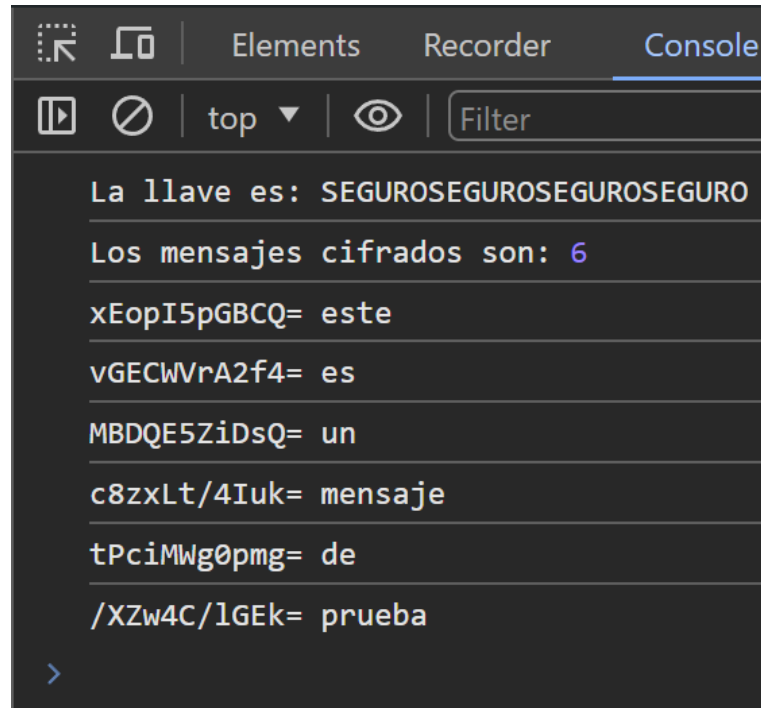 Elements Recorder Console
top Filter
La llave es: SEGUROSEGUROSEGUROSEGURO
Los mensajes cifrados son: 6
xEopI5pGBCQ= este
vGECWVrA2f4= es
MBDQE5ZiDsQ= un
c8zxLt/4Iuk= mensaje
tPciMWg0pmg= de
/XZw4C/lGEk= prueba